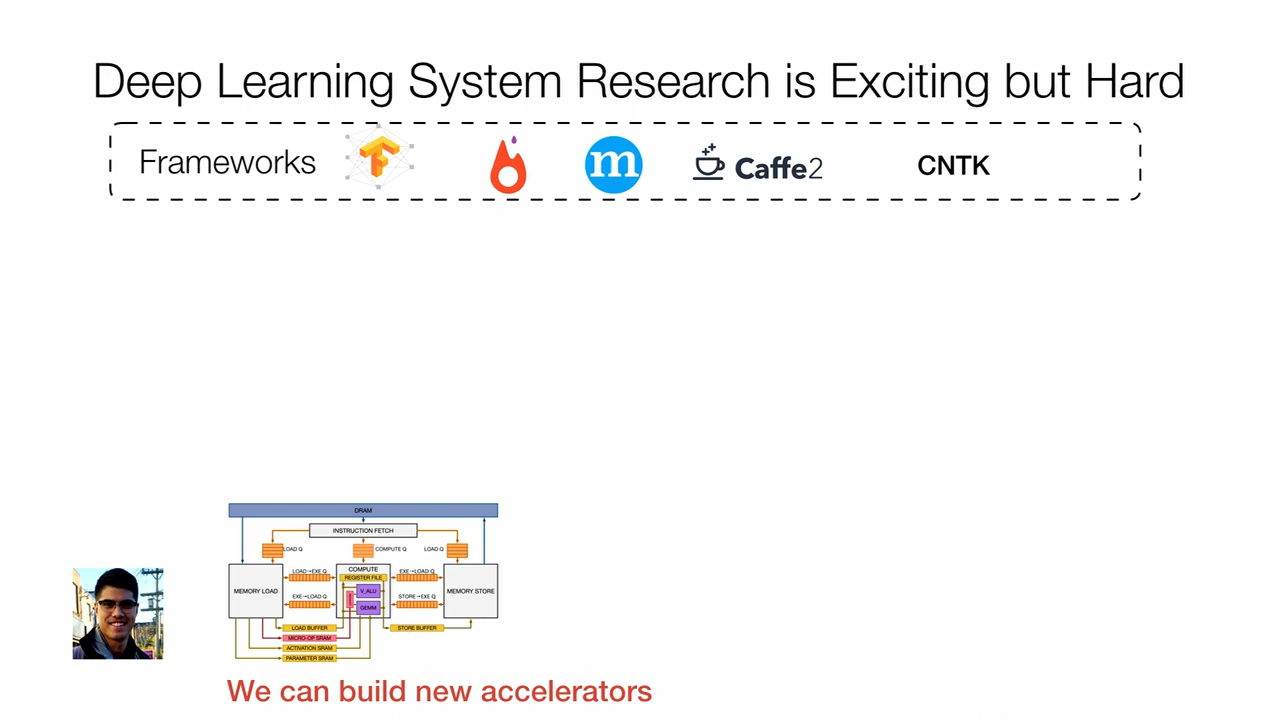 Deep Learning System Research is Exciting but Hard
Frameworks
m
Caffe2
CNTK
DRAM
INSTRUCTION FETCH
LOAD Q
COMPUTE Q
LOAD Q
COMPUTE
REGISTER FILE
LOAD→EXE Q
EXE→LOAD Q
V_ALU
MEMORY LOAD
MEMORY STORE
EXE→LOAD Q
GEMM
STORE→EXE Q
LOAD BUFFER
STORE BUFFER
MICRO-OP SRAM
ACTIVATION SRAM
PARAMETER SRAM
We can build new accelerators